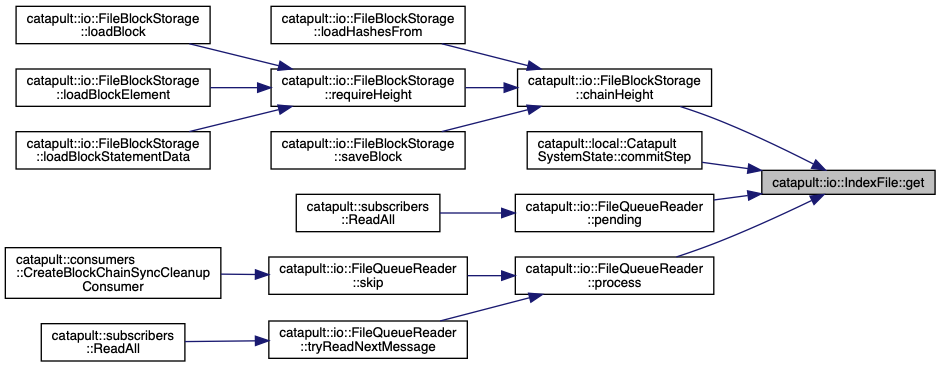 catapult::io::FileBlockStorage
::loadBlock
catapult::io::FileBlockStorage
::loadHashesFrom
catapult::io::FileBlockStorage
::loadBlockElement
catapult::io::FileBlockStorage
::requireHeight
catapult::io::FileBlockStorage
::chainHeight
catapult::io::FileBlockStorage
::loadBlockStatementData
catapult::io::FileBlockStorage
::saveBlock
catapult::local::Catapult
SystemState::commitStep
catapult::io::IndexFile::get
catapult::subscribers
::ReadAll
catapult::io::FileQueueReader
::pending
catapult::consumers
::CreateBlockChainSyncCleanup
Consumer
catapult::io::FileQueueReader
::skip
catapult::io::FileQueueReader
::process
catapult::subscribers
::ReadAll
catapult::io::FileQueueReader
::tryReadNextMessage